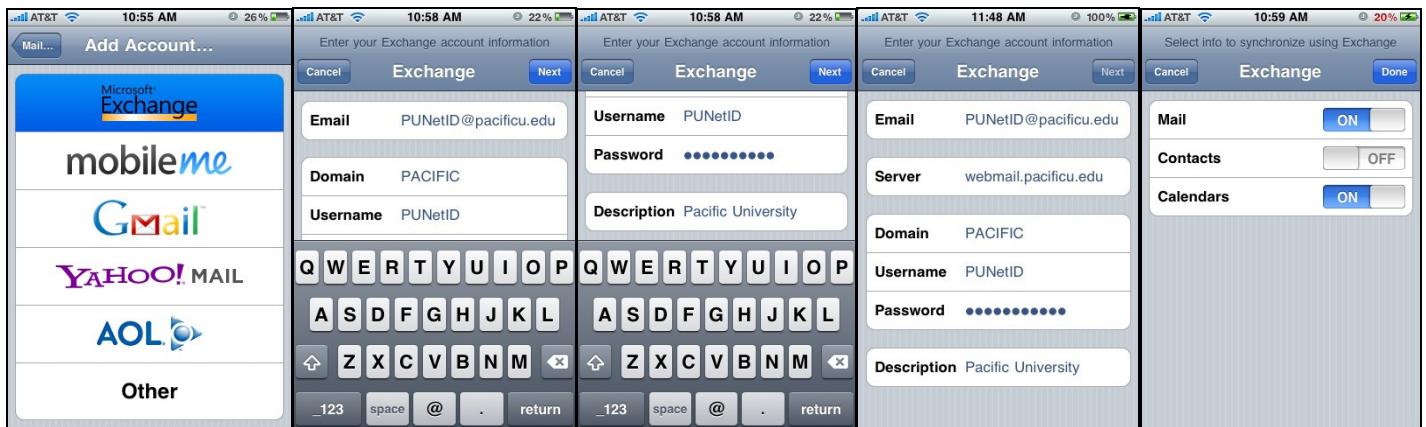 AT&T 10:55 AM 26%
Mail... Add Account...
Microsoft
Exchange
mobileme
Gmail
YAHOO! MAIL
AOL
Other
AT&T 10:58 AM 22%
Enter your Exchange account information
Cancel Exchange Next
Email PUNetID@pacificu.edu
Domain PACIFIC
Username PUNetID
Q W E R T Y U I O P
A S D F G H J K L
Z X C V B N M
_123 space @ . return
AT&T 10:58 AM 22%
Enter your Exchange account information
Cancel Exchange Next
Username PUNetID
Password ●●●●●●●●●●
Description Pacific University
Q W E R T Y U I O P
A S D F G H J K L
Z X C V B N M
_123 space @ . return
AT&T 11:48 AM 100%
Enter your Exchange account information
Cancel Exchange Next
Email PUNetID@pacificu.edu
Server webmail.pacificu.edu
Domain PACIFIC
Username PUNetID
Password ●●●●●●●●●●●
Description Pacific University
AT&T 10:59 AM 20%
Select info to synchronize using Exchange
Cancel Exchange Done
Mail ON
Contacts OFF
Calendars ON